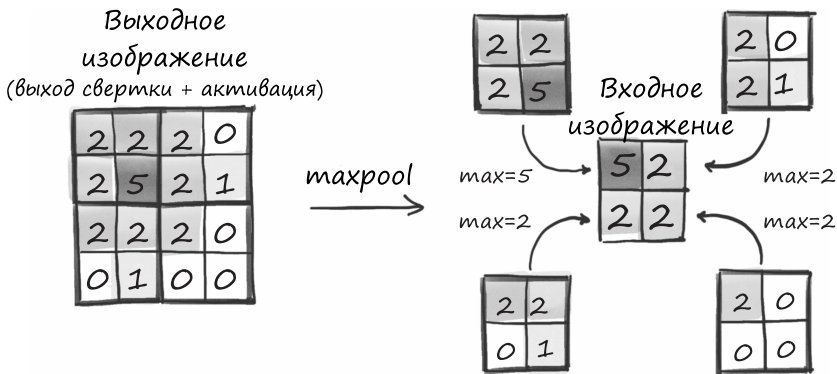 Выходное
изображение
(выход свертки + активация)
2 2 2 0
2 5 2 1
2 2 2 0
0 1 0 0
maxpool
2 2
2 5
2 0
2 1
Входное
изображение
5 2
2 2
max=5
max=2
max=2
max=2
2 2
0 1
2 0
0 0